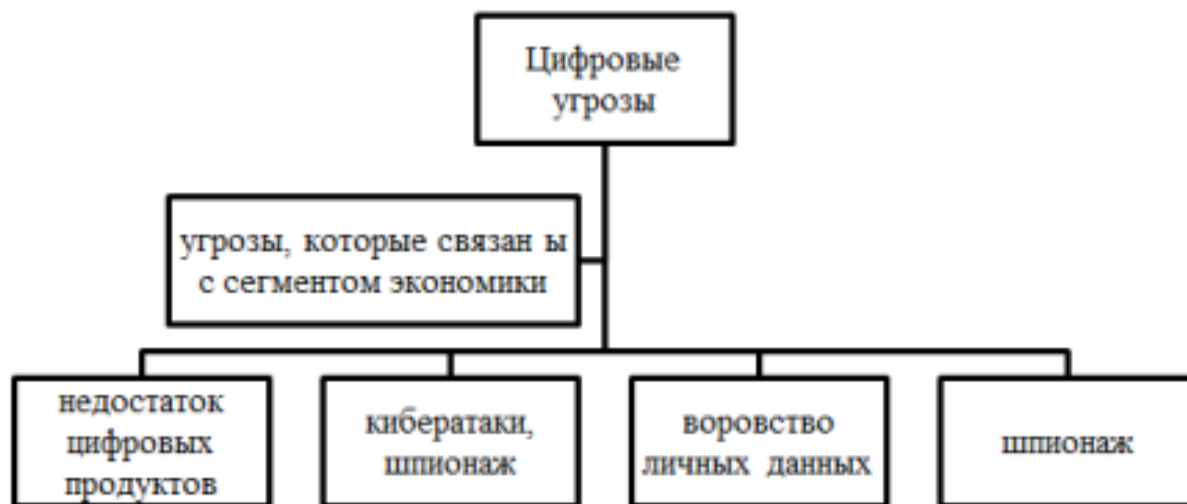 Цифровые
угрозы
угрозы, которые связан ы
с сегментом экономики
недостаток
цифровых
продуктов
кибератаки,
шпионаж
воровство
личных данных
шпионаж